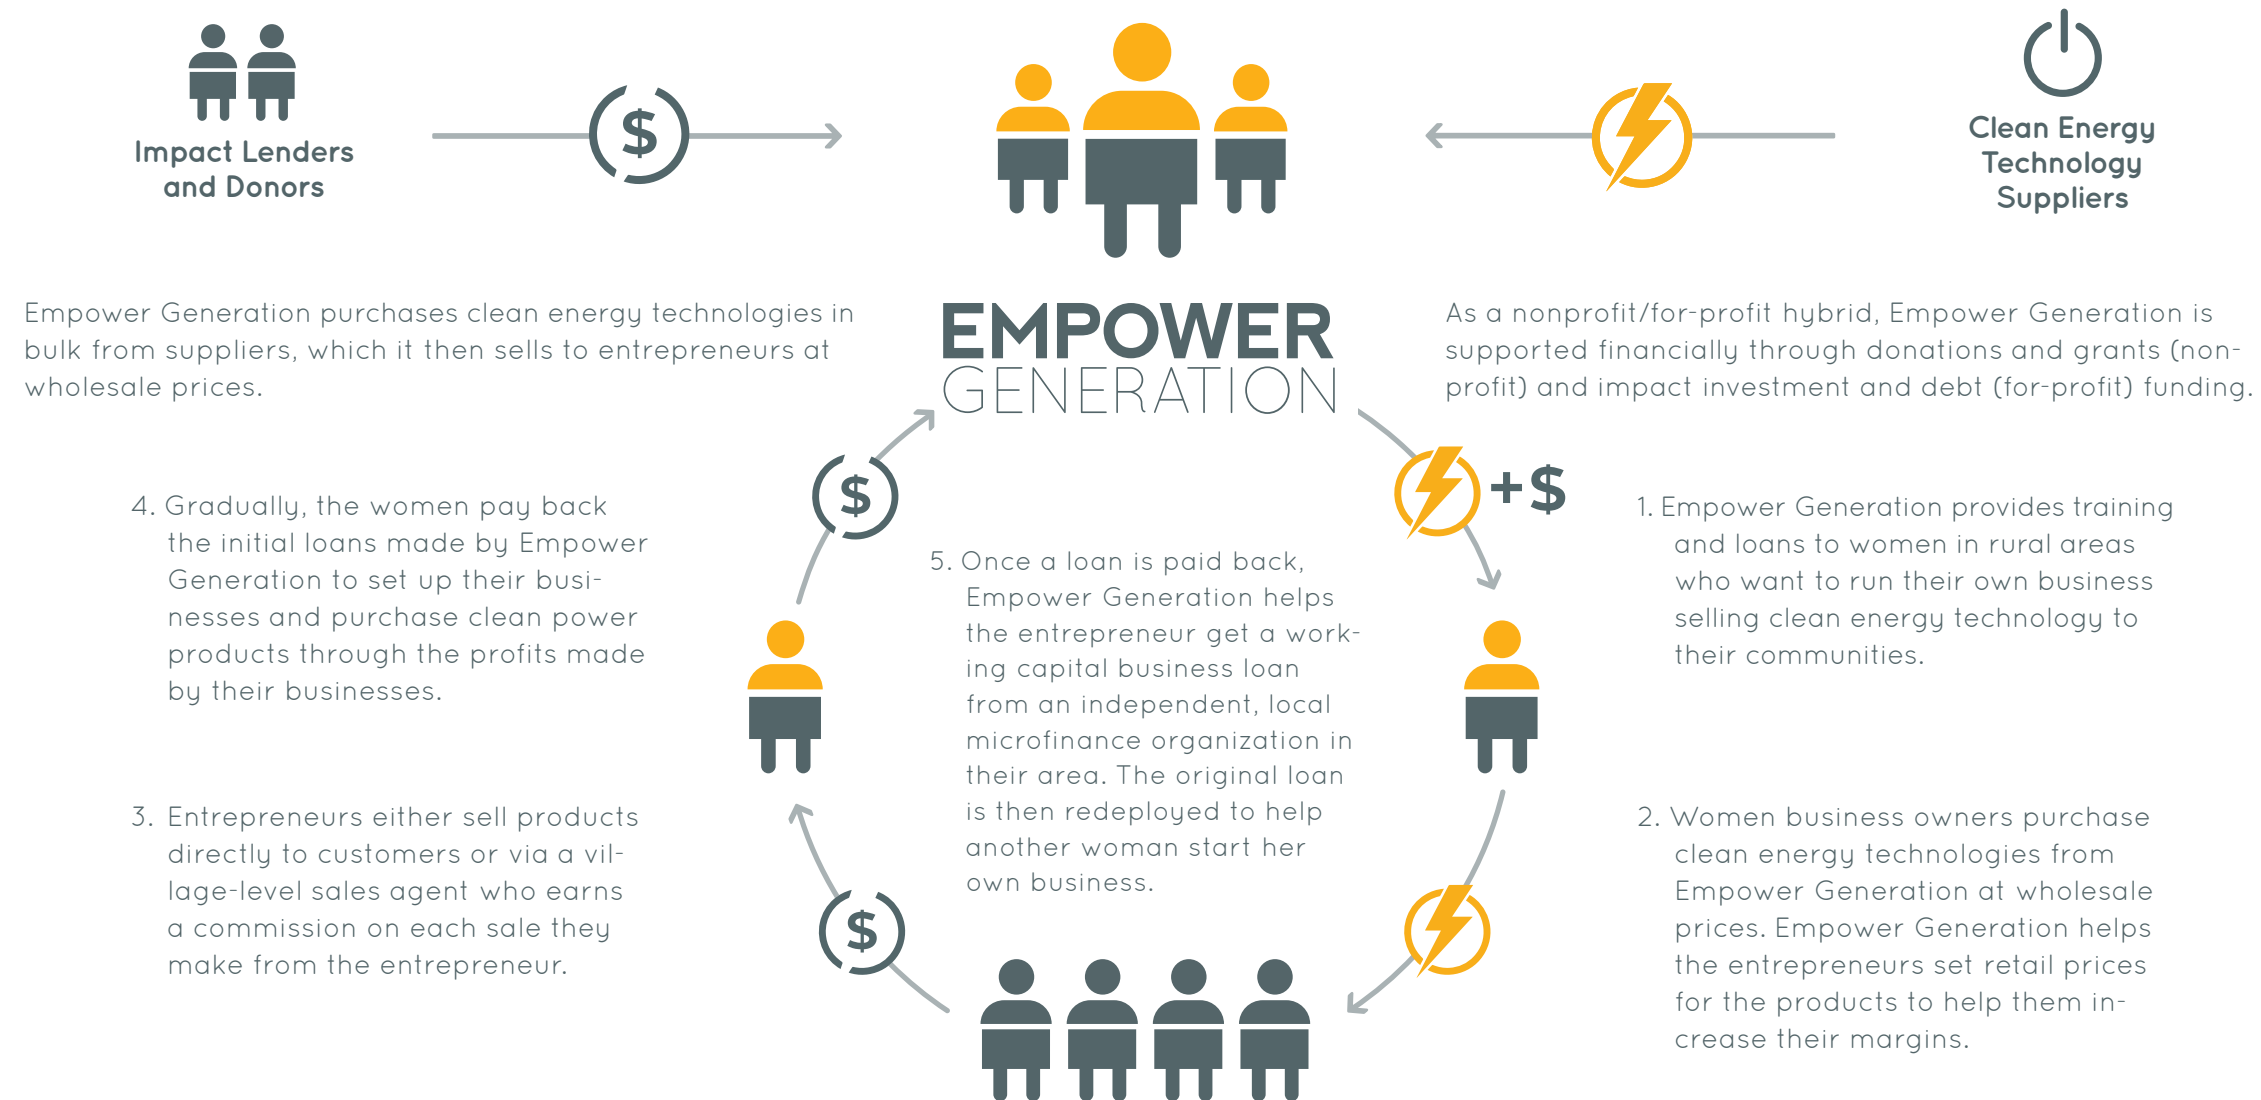 Impact Lenders
and Donors
$
Clean Energy
Technology
Suppliers
Empower Generation purchases clean energy technologies in
bulk from suppliers, which it then sells to entrepreneurs at
wholesale prices.
EMPOWER
GENERATION
As a nonprofit/for-profit hybrid, Empower Generation is
supported financially through donations and grants (non-
profit) and impact investment and debt (for-profit) funding.
$
+$
1. Empower Generation provides training
and loans to women in rural areas
who want to run their own business
selling clean energy technology to
their communities.
2. Women business owners purchase
clean energy technologies from
Empower Generation at wholesale
prices. Empower Generation helps
the entrepreneurs set retail prices
for the products to help them in-
crease their margins.
3. Entrepreneurs either sell products
directly to customers or via a vil-
lage-level sales agent who earns
a commission on each sale they
make from the entrepreneur.
$
4. Gradually, the women pay back
the initial loans made by Empower
Generation to set up their busi-
nesses and purchase clean power
products through the profits made
by their businesses.
5. Once a loan is paid back,
Empower Generation helps
the entrepreneur get a work-
ing capital business loan
from an independent, local
microfinance organization in
their area. The original loan
is then redeployed to help
another woman start her
own business.